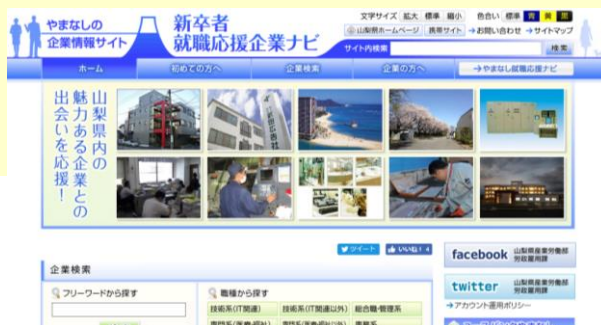 やまなしの
企業情報サイト
新卒者
就職応援企業ナビ
文字サイズ 拡大 標準 縮小 色合い 標準 青 黄 黒
山梨県ホームページ 携帯サイト →お問い合わせ →サイトマップ
サイト内検索 検索
ホーム 初めての方へ 企業検索 企業の方へ →やまなし就職応援ナビ
山梨県内の
魅力ある企業との
出会いを応援！
ツイート いいね！ 4
企業検索
フリーワードから探す
職種から探す
技術系(IT関連) 技術系(IT関連以外) 総合職・管理系
facebook 山梨県産業労働部
労政雇用課
twitter 山梨県産業労働部
労政雇用課
→アカウント運用ポリシー